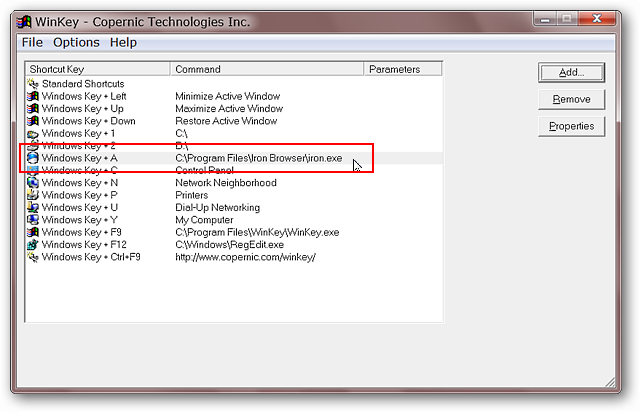 WinKey - Copernic Technologies Inc.
File Options Help
Shortcut Key Command Parameters
Standard Shortcuts
Windows Key + Left Minimize Active Window
Windows Key + Up Maximize Active Window
Windows Key + Down Restore Active Window
Windows Key + 1 C:\
Windows Key + 2 D:\
Windows Key + A C:\Program Files\Iron Browser\iron.exe
Windows Key + C Control Panel
Windows Key + N Network Neighborhood
Windows Key + P Printers
Windows Key + U Dial-Up Networking
Windows Key + Y My Computer
Windows Key + F9 C:\Program Files\WinKey\WinKey.exe
Windows Key + F12 C:\Windows\RegEdit.exe
Windows Key + Ctrl+F9 http://www.copernic.com/winkey/
Add...
Remove
Properties